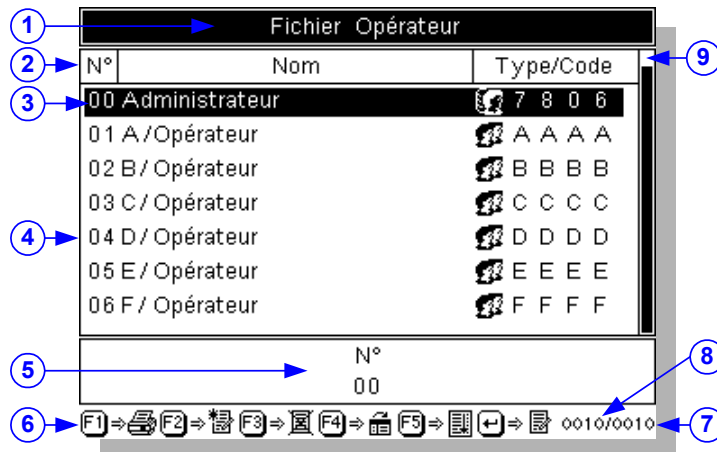 1 Fichier Opérateur
2 N° Nom Type/Code 9
3 00 Administrateur 7 8 0 6
01 A/Opérateur A A A A
02 B/Opérateur B B B B
03 C/Opérateur C C C C
4 04 D/Opérateur D D D D
05 E/Opérateur E E E E
06 F/Opérateur F F F F
N° 8
5 00
6 F1 F2 F3 F4 F5 0010/0010 7